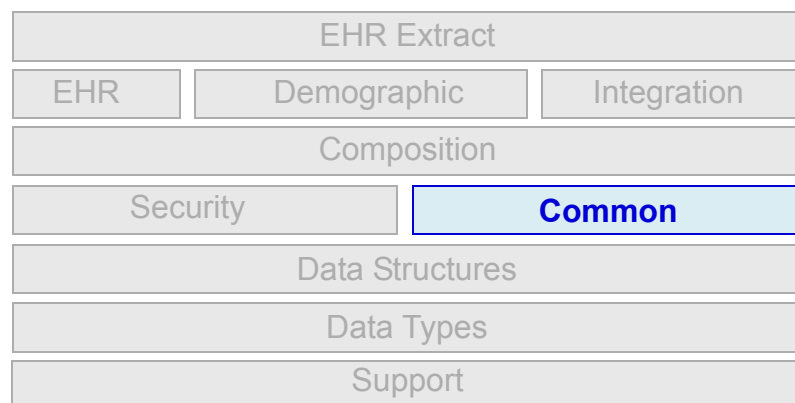 EHR Extract
EHR Demographic Integration
Composition
Security Common
Data Structures
Data Types
Support